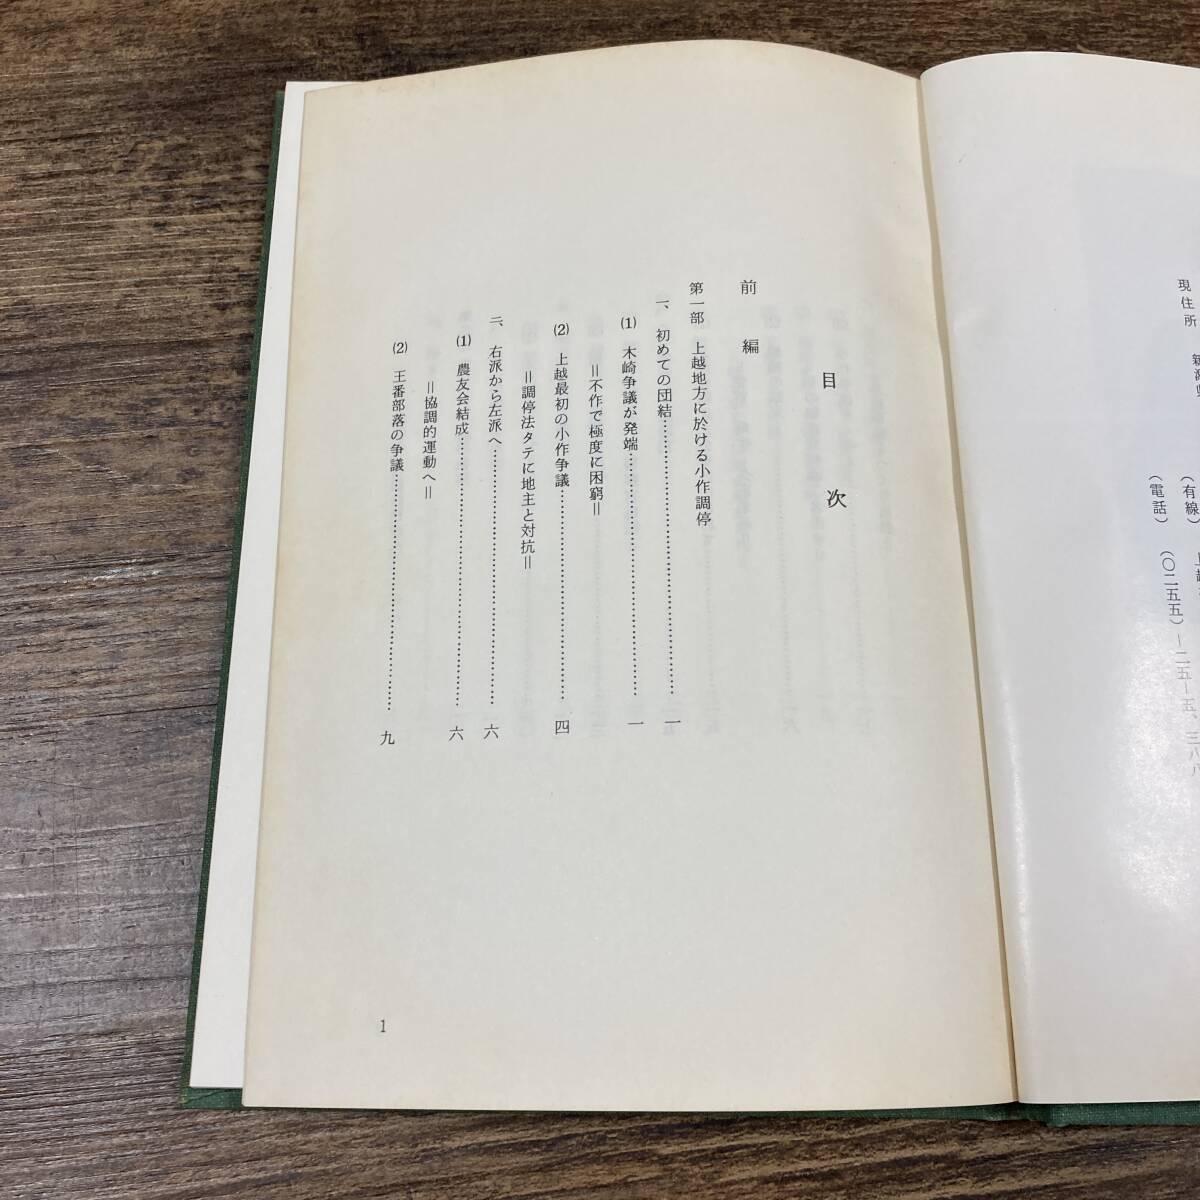 現住所
新潟県
(有線)
(電話) (〇二五五)ー二五ー五三八八
目次
前編
第一部 上越地方に於ける小作調停
一、初めての団結……………………………一
(1) 木崎争議が発端……………………………一
=不作で極度に困窮=
(2) 上越最初の小作争議……………………………四
=調停法タテに地主と対抗=
二、右派から左派へ……………………………六
(1) 農友会結成……………………………六
=協調的運動へ=
(2) 王番部落の争議……………………………九
1